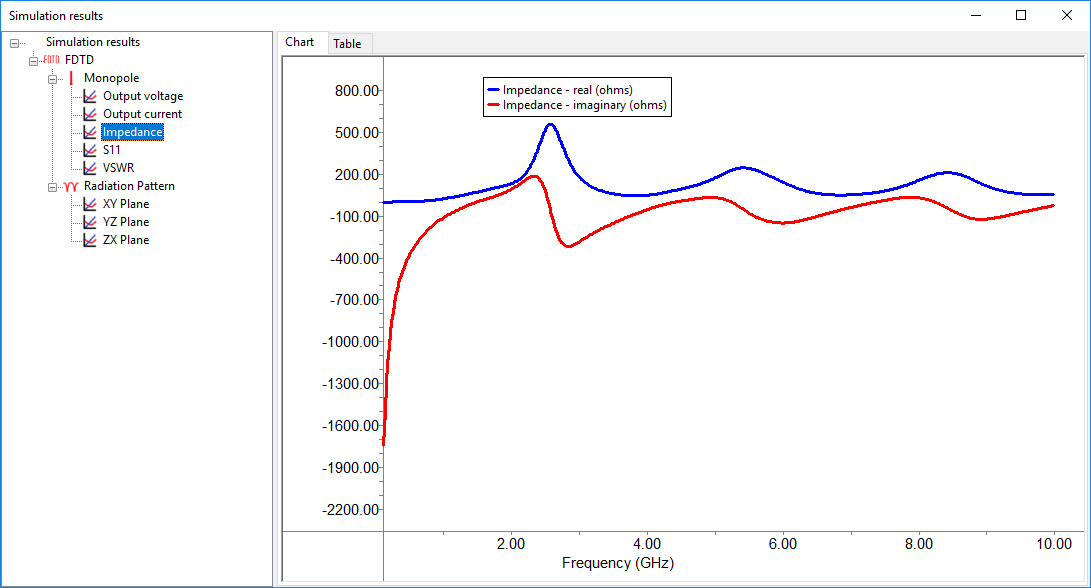 Simulation results
Simulation results
FDTD FDTD
Monopole
Output voltage
Output current
Impedance
S11
VSWR
Radiation Pattern
XY Plane
YZ Plane
ZX Plane
Chart Table
Impedance - real (ohms)
Impedance - imaginary (ohms)
800.00
500.00
200.00
-100.00
-400.00
-700.00
-1000.00
-1300.00
-1600.00
-1900.00
-2200.00
2.00 4.00 6.00 8.00 10.00
Frequency (GHz)